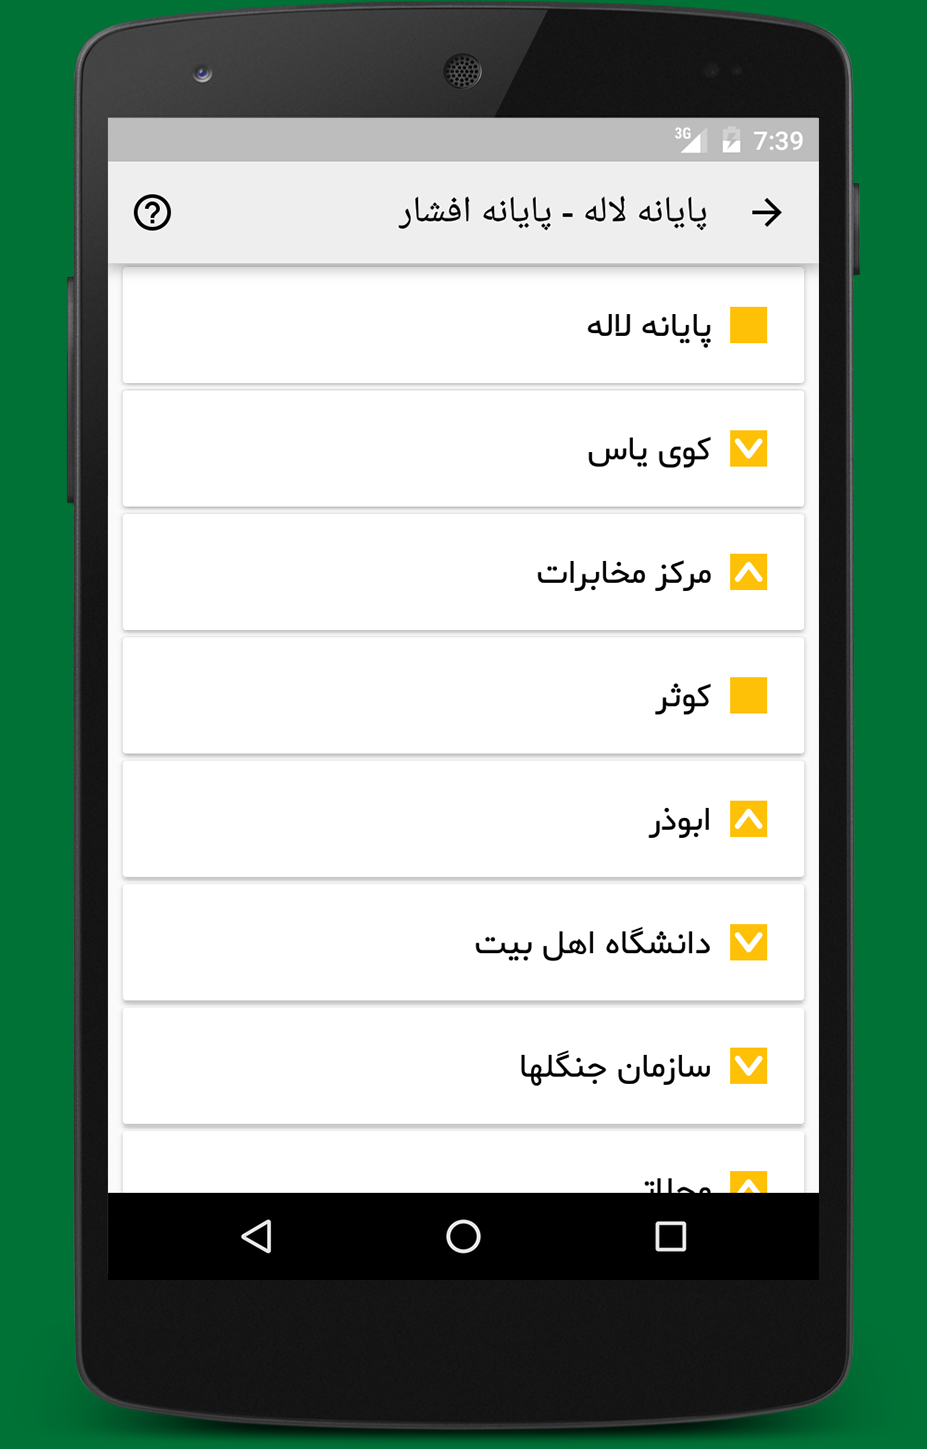 3G 7:39
پایانه لاله - پایانه افشار
پایانه لاله
کوی یاس
مرکز مخابرات
کوثر
ابوذر
دانشگاه اهل بیت
سازمان جنگلها